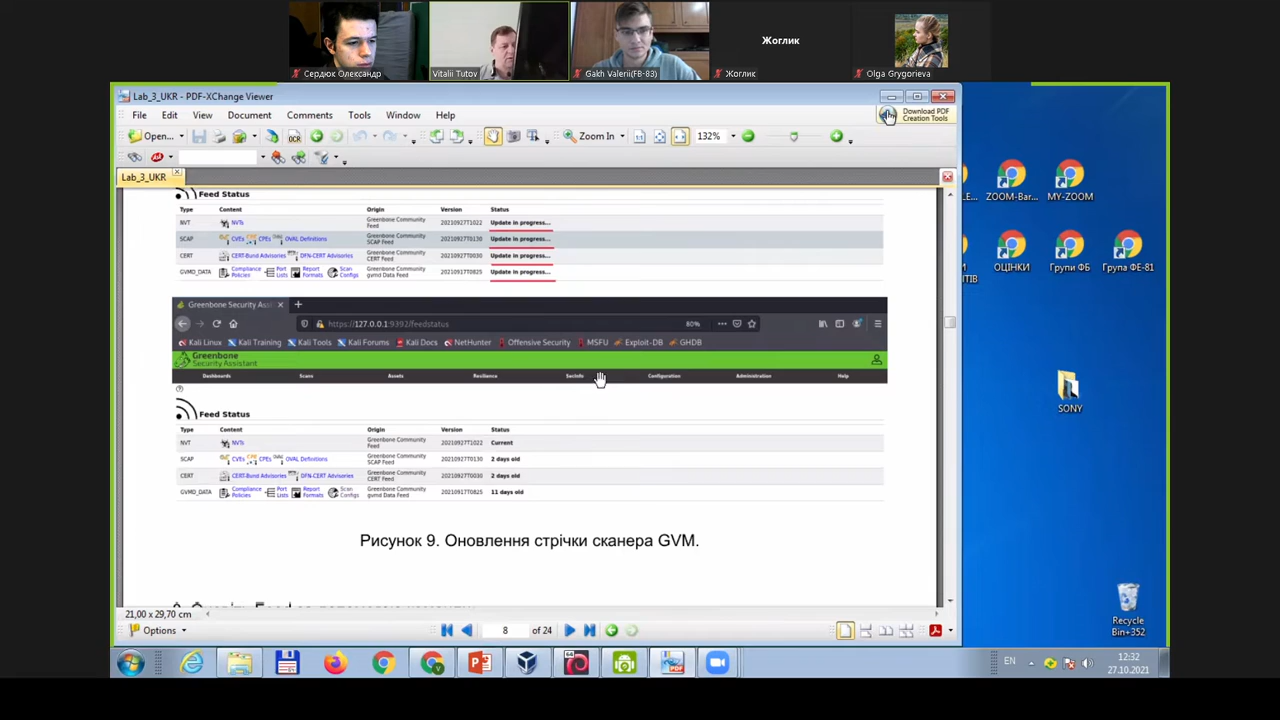 Жоглик
Сердюк Олександр
Vitalii Tutov
Gakh Valerii(FB-83)
Жоглик
Olga Grygorieva
Lab_3_UKR - PDF-XChange Viewer
File Edit View Document Comments Tools Window Help
Download PDF
Creation Tools
Open...
OCR
Zoom In
132%
Lab_3_UKR
Feed Status
Type Content Origin Version Status
NVT NVTs Greenbone Community Feed 20210927T1022 Update in progress...
SCAP CVEs CPEs OVAL Definitions Greenbone Community SCAP Feed 20210927T0130 Update in progress...
CERT CERT-Bund Advisories DFN-CERT Advisories Greenbone Community CERT Feed 20210927T0030 Update in progress...
GVMD_DATA Compliance Policies Port Lists Report Formats Scan Configs Greenbone Community gvmd Data Feed 20210917T0825 Update in progress...
Greenbone Security Assi
https://127.0.0.1:9392/feedstatus
80%
Kali Linux Kali Training Kali Tools Kali Forums Kali Docs NetHunter Offensive Security MSFU Exploit-DB GHDB
Greenbone
Security Assistant
Dashboards Scans Assets Resilience SecInfo Configuration Administration Help
Feed Status
Type Content Origin Version Status
NVT NVTs Greenbone Community Feed 20210927T1022 Current
SCAP CVEs CPEs OVAL Definitions Greenbone Community SCAP Feed 20210927T0130 2 days old
CERT CERT-Bund Advisories DFN-CERT Advisories Greenbone Community CERT Feed 20210927T0030 2 days old
GVMD_DATA Compliance Policies Port Lists Report Formats Scan Configs Greenbone Community gvmd Data Feed 20210917T0825 11 days old
Рисунок 9. Оновлення стрічки сканера GVM.
21,00 x 29,70 cm
Options
8 of 24
ZOOM-Bar... MY-ZOOM
ОЦІНКИ Групи ФБ Група ФЕ-81
SONY
Recycle
Bin+352
EN
12:32
27.10.2021